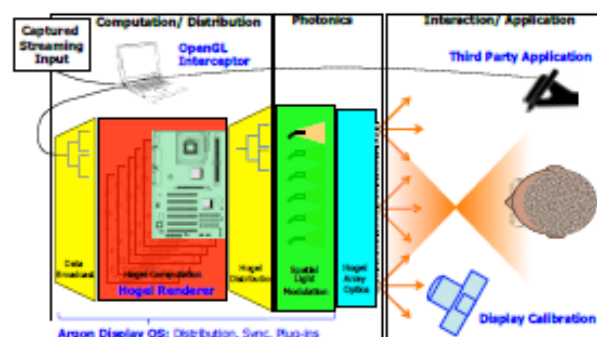 Computation/ Distribution
Photonics
Interaction/ Application
Captured
Streaming
Input
OpenGL
Interceptor
Third Party Application
Data
Broadcast
Hogel Computation
Hogel Renderer
Hogel
Distribution
Spatial
Light
Modulation
Hogel
Array
Optics
Display Calibration
Argon Display OS: Distribution, Sync, Plug-ins